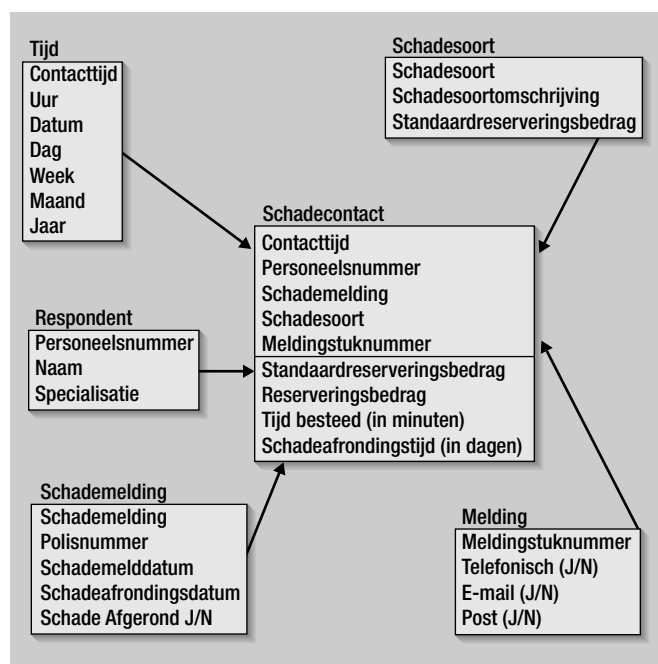 Tijd
Contacttijd
Uur
Datum
Dag
Week
Maand
Jaar
Schadesoort
Schadesoort
Schadesoortomschrijving
Standaardreserveringsbedrag
Schadecontact
Contacttijd
Personeelsnummer
Schademelding
Schadesoort
Meldingstuknummer
Standaardreserveringsbedrag
Reserveringsbedrag
Tijd besteed (in minuten)
Schadeafrondingstijd (in dagen)
Respondent
Personeelsnummer
Naam
Specialisatie
Schademelding
Schademelding
Polisnummer
Schademelddatum
Schadeafrondingsdatum
Schade Afgerond J/N
Melding
Meldingstuknummer
Telefonisch (J/N)
E-mail (J/N)
Post (J/N)